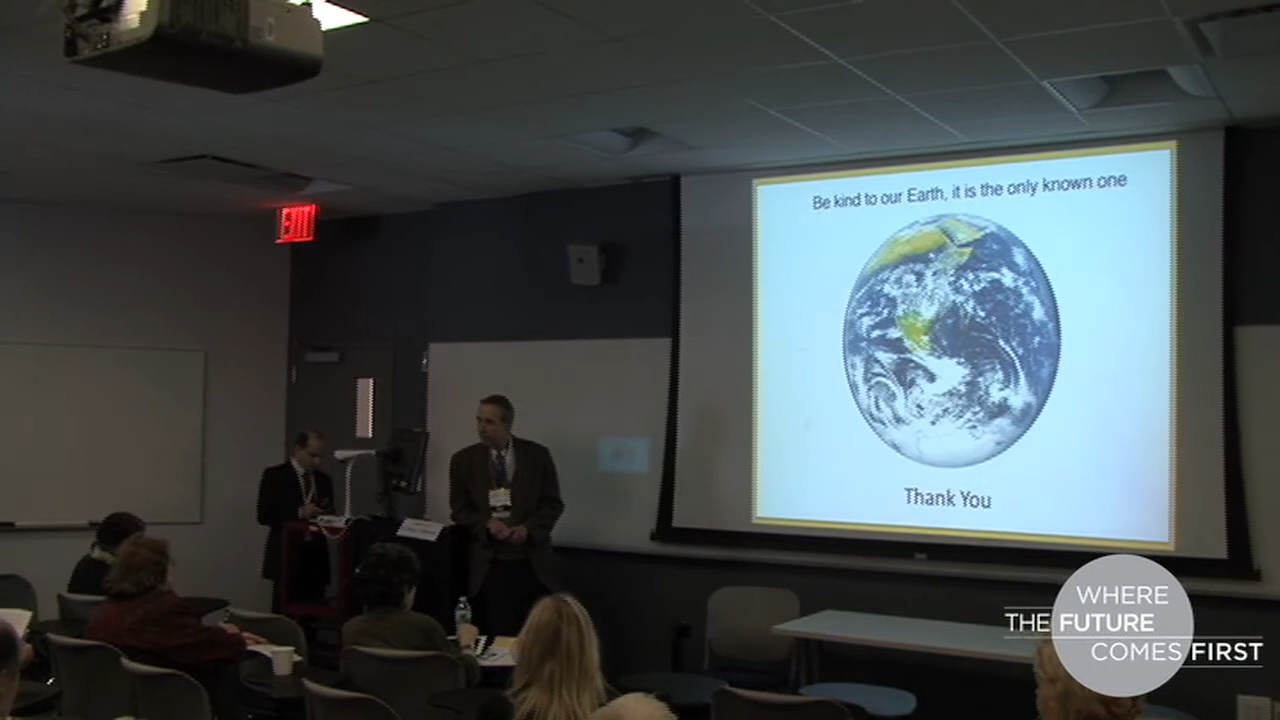 EXIT
Be kind to our Earth, it is the only known one
Thank You
WHERE
THE FUTURE
COMES FIRST